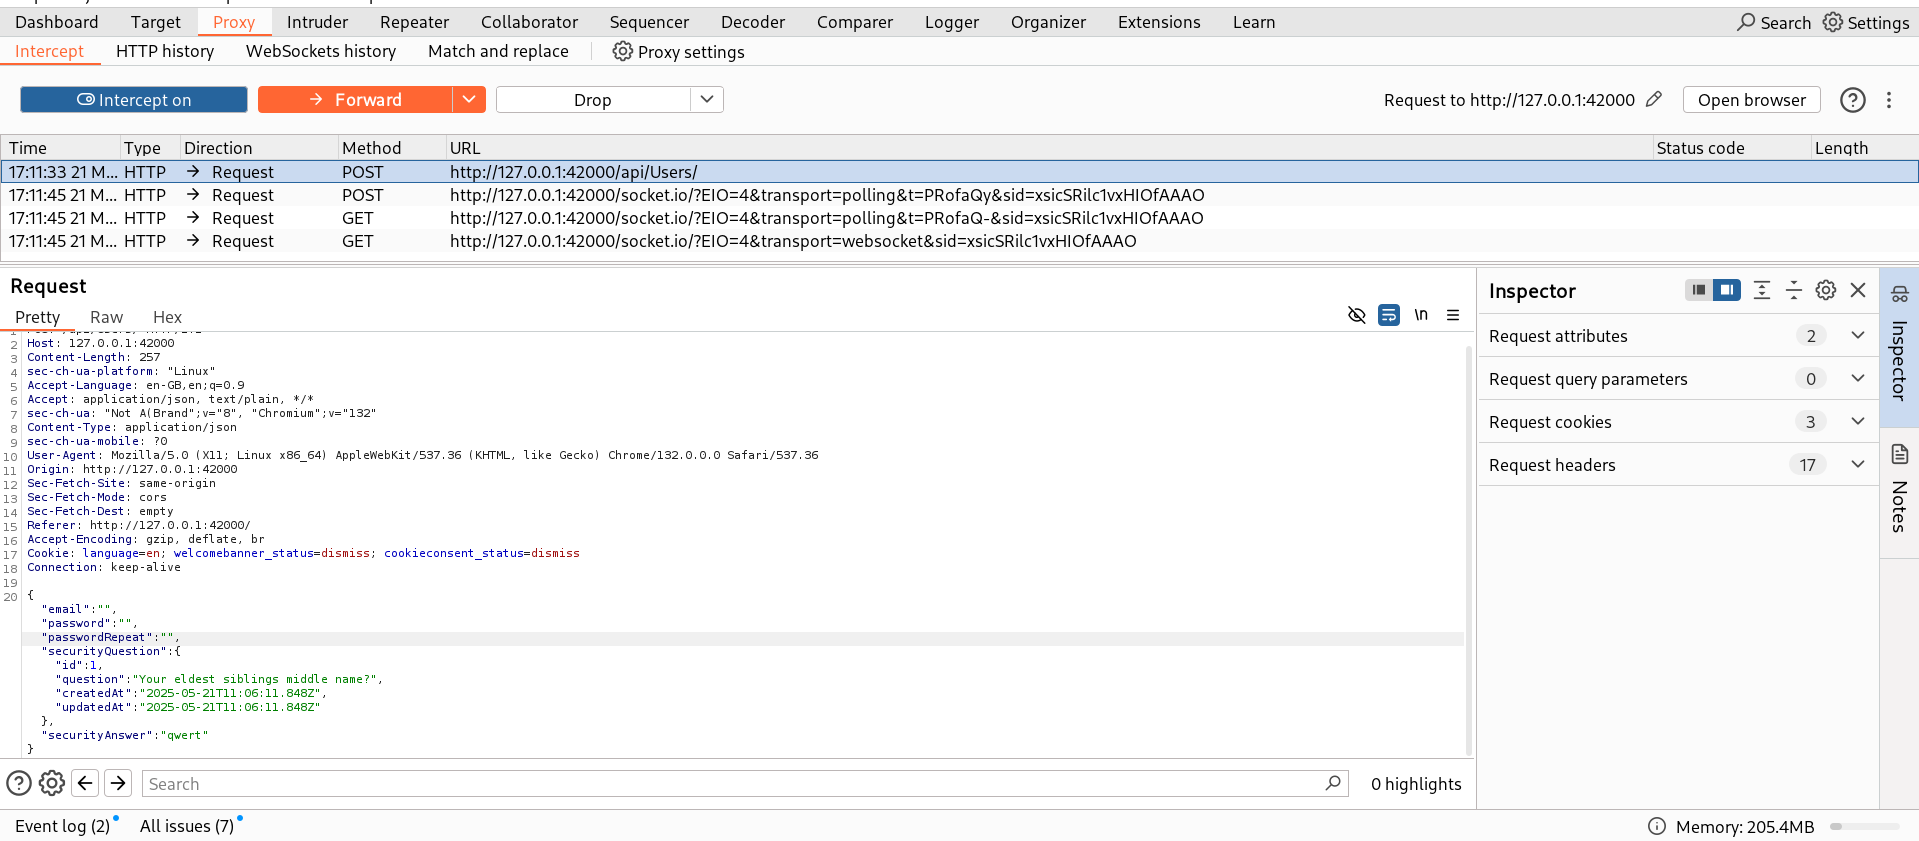 Dashboard Target Proxy Intruder Repeater Collaborator Sequencer Decoder Comparer Logger Organizer Extensions Learn Search Settings
Intercept HTTP history WebSockets history Match and replace Proxy settings
Intercept on Forward Drop Request to http://127.0.0.1:42000 Open browser
Time Type Direction Method URL Status code Length
17:11:33 21 M... HTTP → Request POST http://127.0.0.1:42000/api/Users/
17:11:45 21 M... HTTP → Request POST http://127.0.0.1:42000/socket.io/?EIO=4&transport=polling&t=PRofaQy&sid=xsicSRilc1vxHIOfAAAO
17:11:45 21 M... HTTP → Request GET http://127.0.0.1:42000/socket.io/?EIO=4&transport=polling&t=PRofaQ-&sid=xsicSRilc1vxHIOfAAAO
17:11:45 21 M... HTTP → Request GET http://127.0.0.1:42000/socket.io/?EIO=4&transport=websocket&sid=xsicSRilc1vxHIOfAAAO
Request
Pretty Raw Hex \n
2 Host: 127.0.0.1:42000
3 Content-Length: 257
4 sec-ch-ua-platform: "Linux"
5 Accept-Language: en-GB,en;q=0.9
6 Accept: application/json, text/plain, */*
7 sec-ch-ua: "Not A(Brand";v="8", "Chromium";v="132"
8 Content-Type: application/json
9 sec-ch-ua-mobile: ?0
10 User-Agent: Mozilla/5.0 (X11; Linux x86_64) AppleWebKit/537.36 (KHTML, like Gecko) Chrome/132.0.0.0 Safari/537.36
11 Origin: http://127.0.0.1:42000
12 Sec-Fetch-Site: same-origin
13 Sec-Fetch-Mode: cors
14 Sec-Fetch-Dest: empty
15 Referer: http://127.0.0.1:42000/
16 Accept-Encoding: gzip, deflate, br
17 Cookie: language=en; welcomebanner_status=dismiss; cookieconsent_status=dismiss
18 Connection: keep-alive
19
20 {
"email":"",
"password":"",
"passwordRepeat":"",
"securityQuestion":{
"id":1,
"question":"Your eldest siblings middle name?",
"createdAt":"2025-05-21T11:06:11.848Z",
"updatedAt":"2025-05-21T11:06:11.848Z"
},
"securityAnswer":"qwert"
}
Search 0 highlights
Inspector
Request attributes 2
Request query parameters 0
Request cookies 3
Request headers 17
Inspector
Notes
Event log (2) All issues (7) Memory: 205.4MB